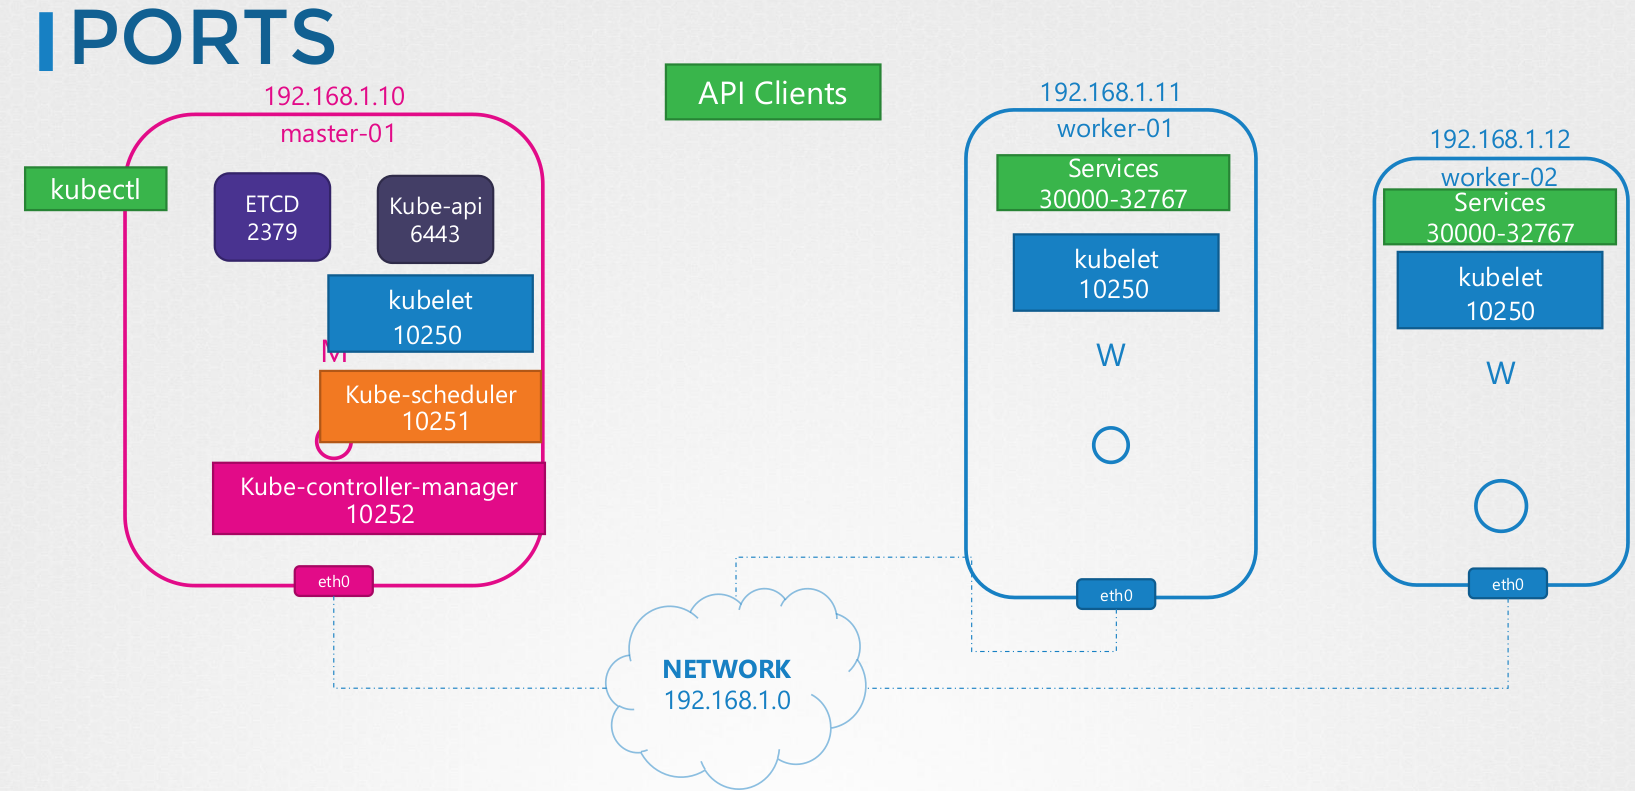 PORTS
192.168.1.10
master-01
kubectl
ETCD
2379
Kube-api
6443
kubelet
10250
M
Kube-scheduler
10251
Kube-controller-manager
10252
eth0
API Clients
192.168.1.11
worker-01
Services
30000-32767
kubelet
10250
W
eth0
192.168.1.12
worker-02
Services
30000-32767
kubelet
10250
W
eth0
NETWORK
192.168.1.0